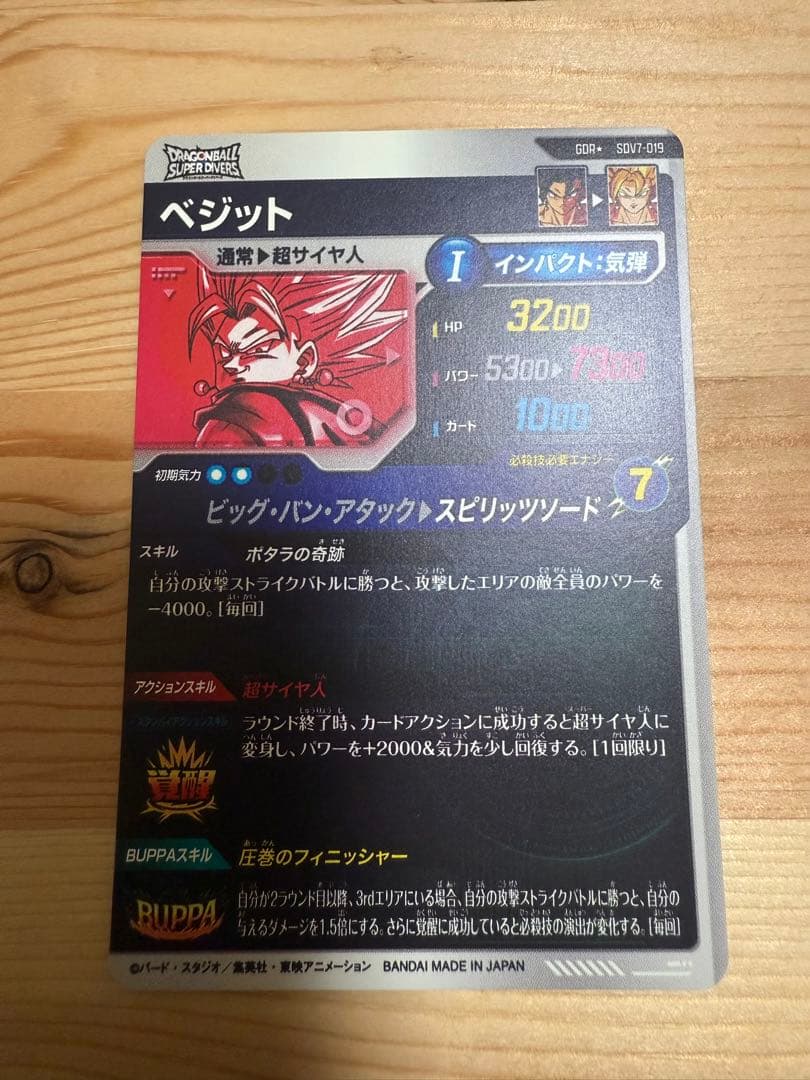 DRAGONBALL
SUPER DIVERS
GDR★ SDV7-019
ベジット
通常▶超サイヤ人
I インパクト:気弾
HP 3200
パワー 5300▶7300
カード 1000
必殺技必要エナジー
初期気力
7
ビッグ・バン・アタック▶スピリッツソード
スキル ポタラの奇跡
自分の攻撃ストライクバトルに勝つと、攻撃したエリアの敵全員のパワーを
-4000。[毎回]
アクションスキル 超サイヤ人
スタンバイアクションスキル
ラウンド終了時、カードアクションに成功すると超サイヤ人に
変身し、パワーを+2000&気力を少し回復する。[1回限り]
覚醒
BUPPAスキル 圧巻のフィニッシャー
BUPPA
自分が2ラウンド目以降、3rdエリアにいる場合、自分の攻撃ストライクバトルに勝つと、自分の
与えるダメージを1.5倍にする。さらに覚醒に成功していると必殺技の演出が変化する。[毎回]
©バード・スタジオ/集英社・東映アニメーション BANDAI MADE IN JAPAN